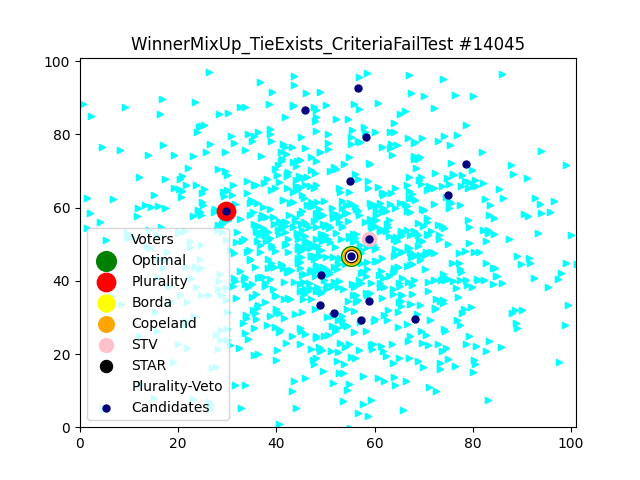 WinnerMixUp_TieExists_CriteriaFailTest #14045
100
80
60
40
20
0
Voters
Optimal
Plurality
Borda
Copeland
STV
STAR
Plurality-Veto
Candidates
0 20 40 60 80 100